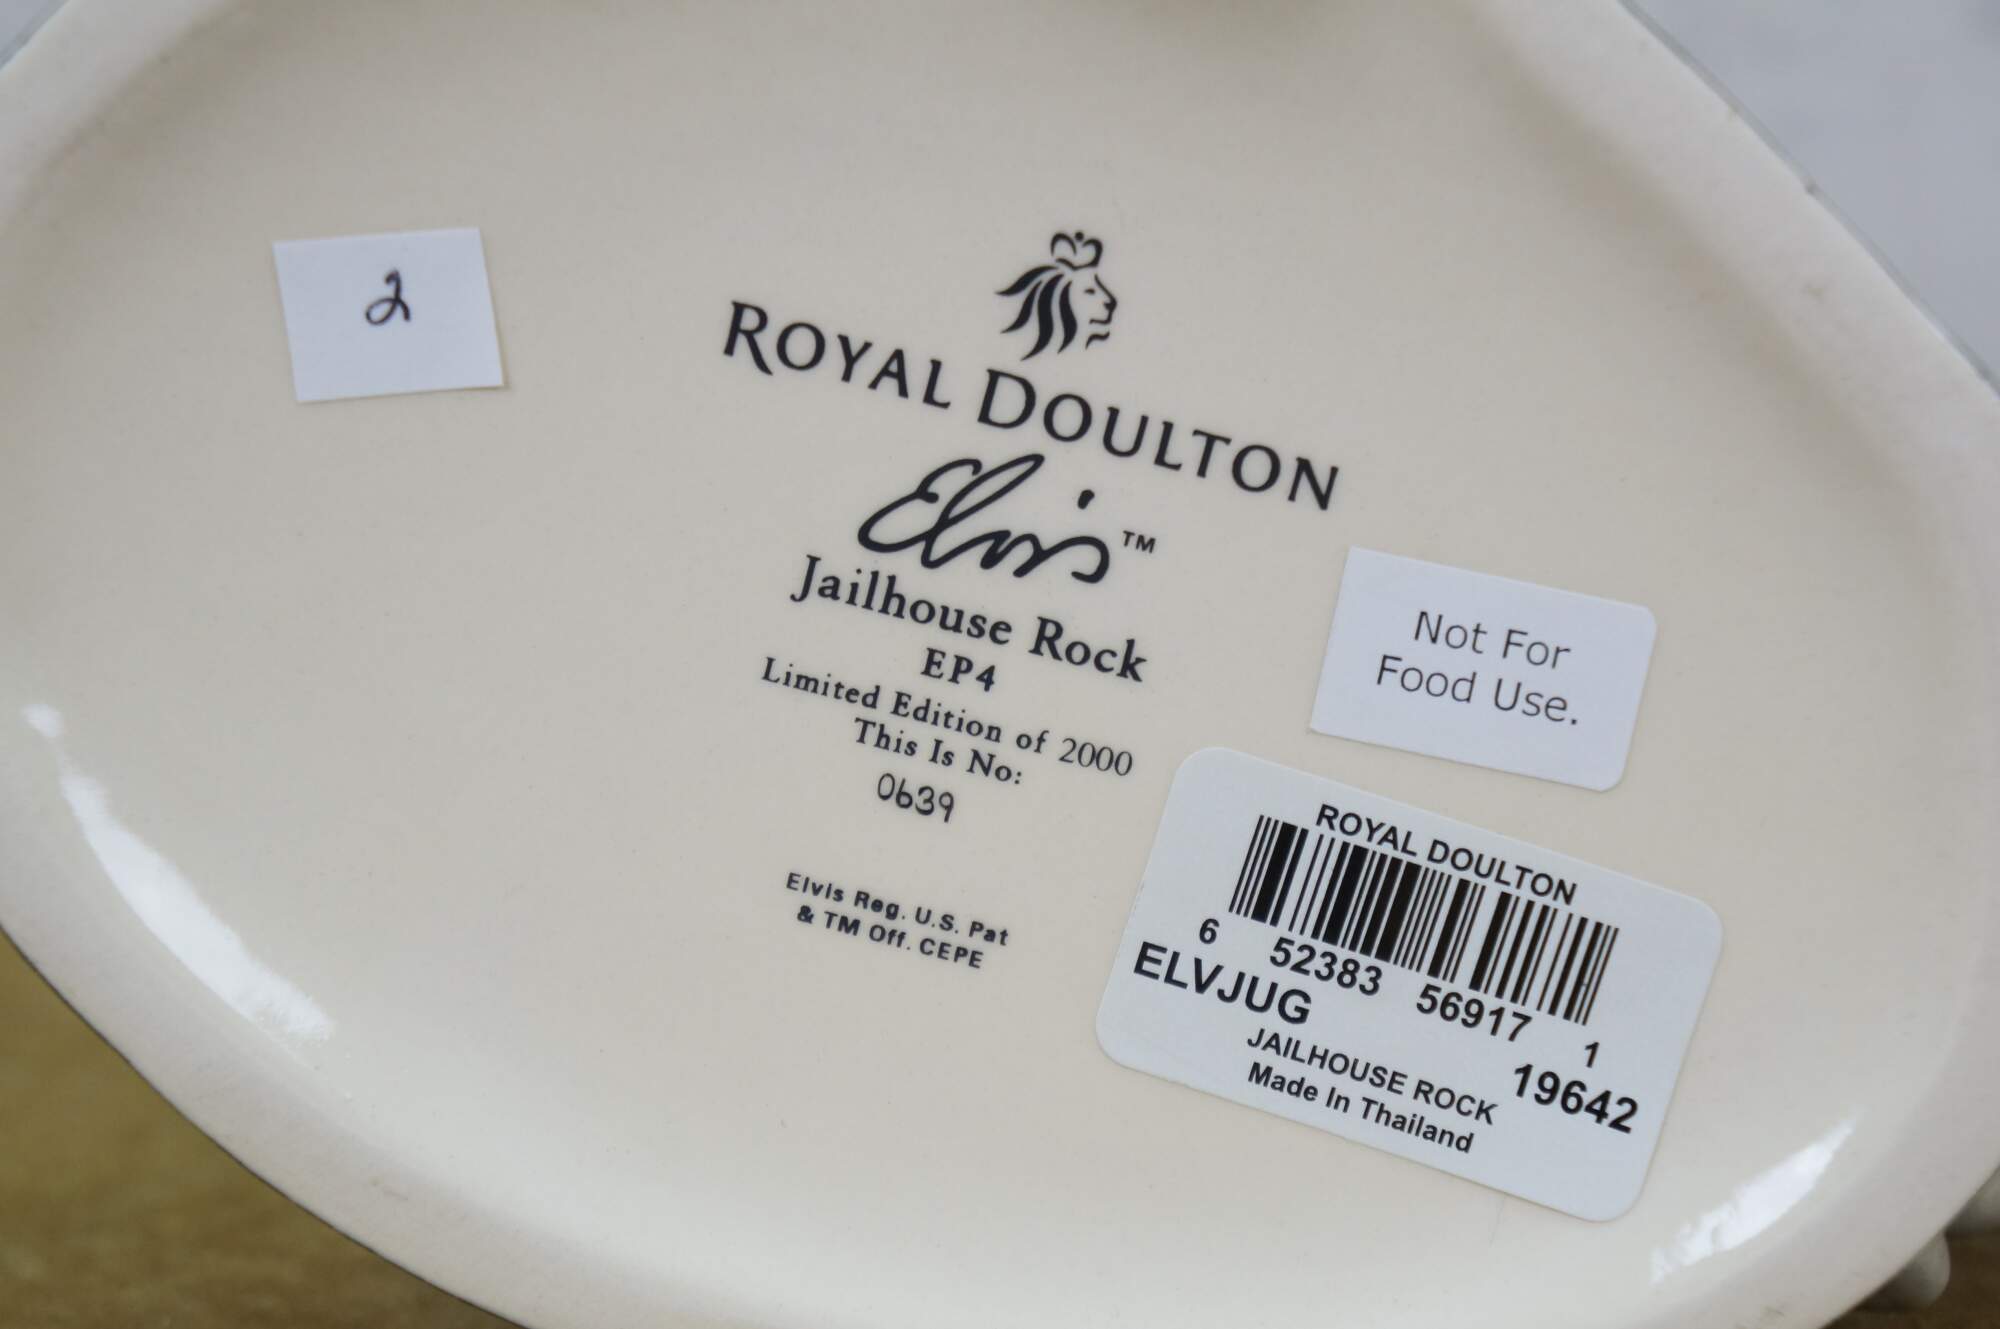 2
ROYAL DOULTON
Elvis™
Jailhouse Rock
EP4
Limited Edition of 2000
This Is No:
0639
Elvis Reg. U.S. Pat
& TM Off. CEPE
Not For
Food Use.
ROYAL DOULTON
6 52383 56917 1
ELVJUG 19642
JAILHOUSE ROCK
Made In Thailand